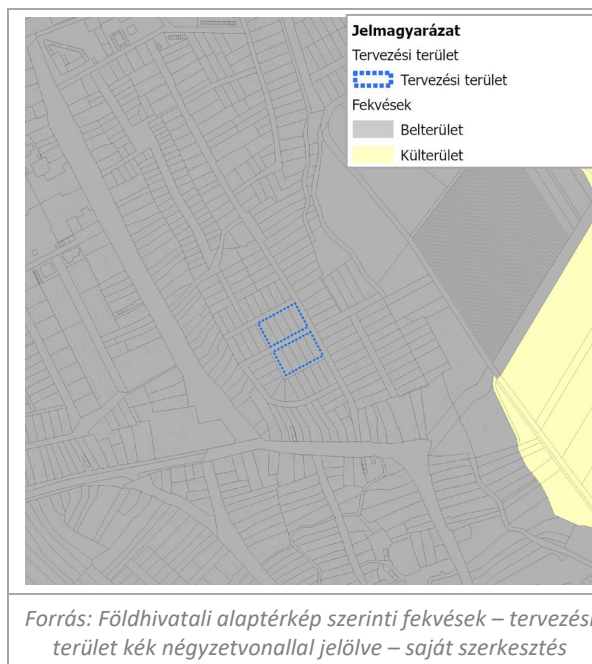 Jelmagyarázat
Tervezési terület
Tervezési terület
Fekvések
Belterület
Külterület
Forrás: Földhivatali alaptérkép szerinti fekvések – tervezési
terület kék négyzetvonallal jelölve – saját szerkesztés